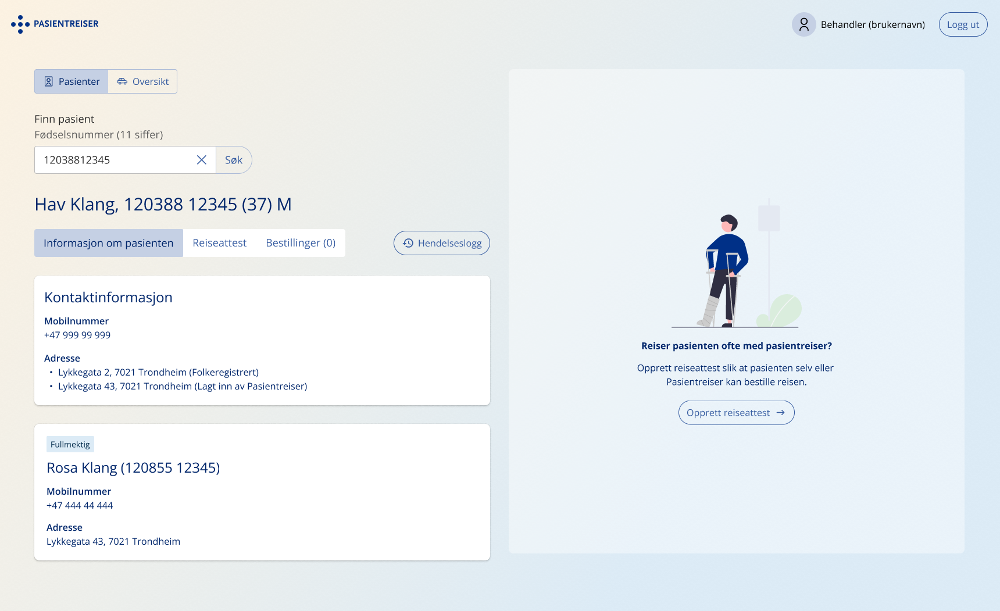 PASIENTREISER
Behandler (brukernavn)
Logg ut
Pasienter
Oversikt
Finn pasient
Fødselsnummer (11 siffer)
12038812345
Søk
Hav Klang, 120388 12345 (37) M
Informasjon om pasienten
Reiseattest
Bestillinger (0)
Hendelseslogg
Kontaktinformasjon
Mobilnummer
+47 999 99 999
Adresse
• Lykkegata 2, 7021 Trondheim (Folkeregistrert)
• Lykkegata 43, 7021 Trondheim (Lagt inn av Pasientreiser)
Fullmektig
Rosa Klang (120855 12345)
Mobilnummer
+47 444 44 444
Adresse
Lykkegata 43, 7021 Trondheim
Reiser pasienten ofte med pasientreiser?
Opprett reiseattest slik at pasienten selv eller
Pasientreiser kan bestille reisen.
Opprett reiseattest →